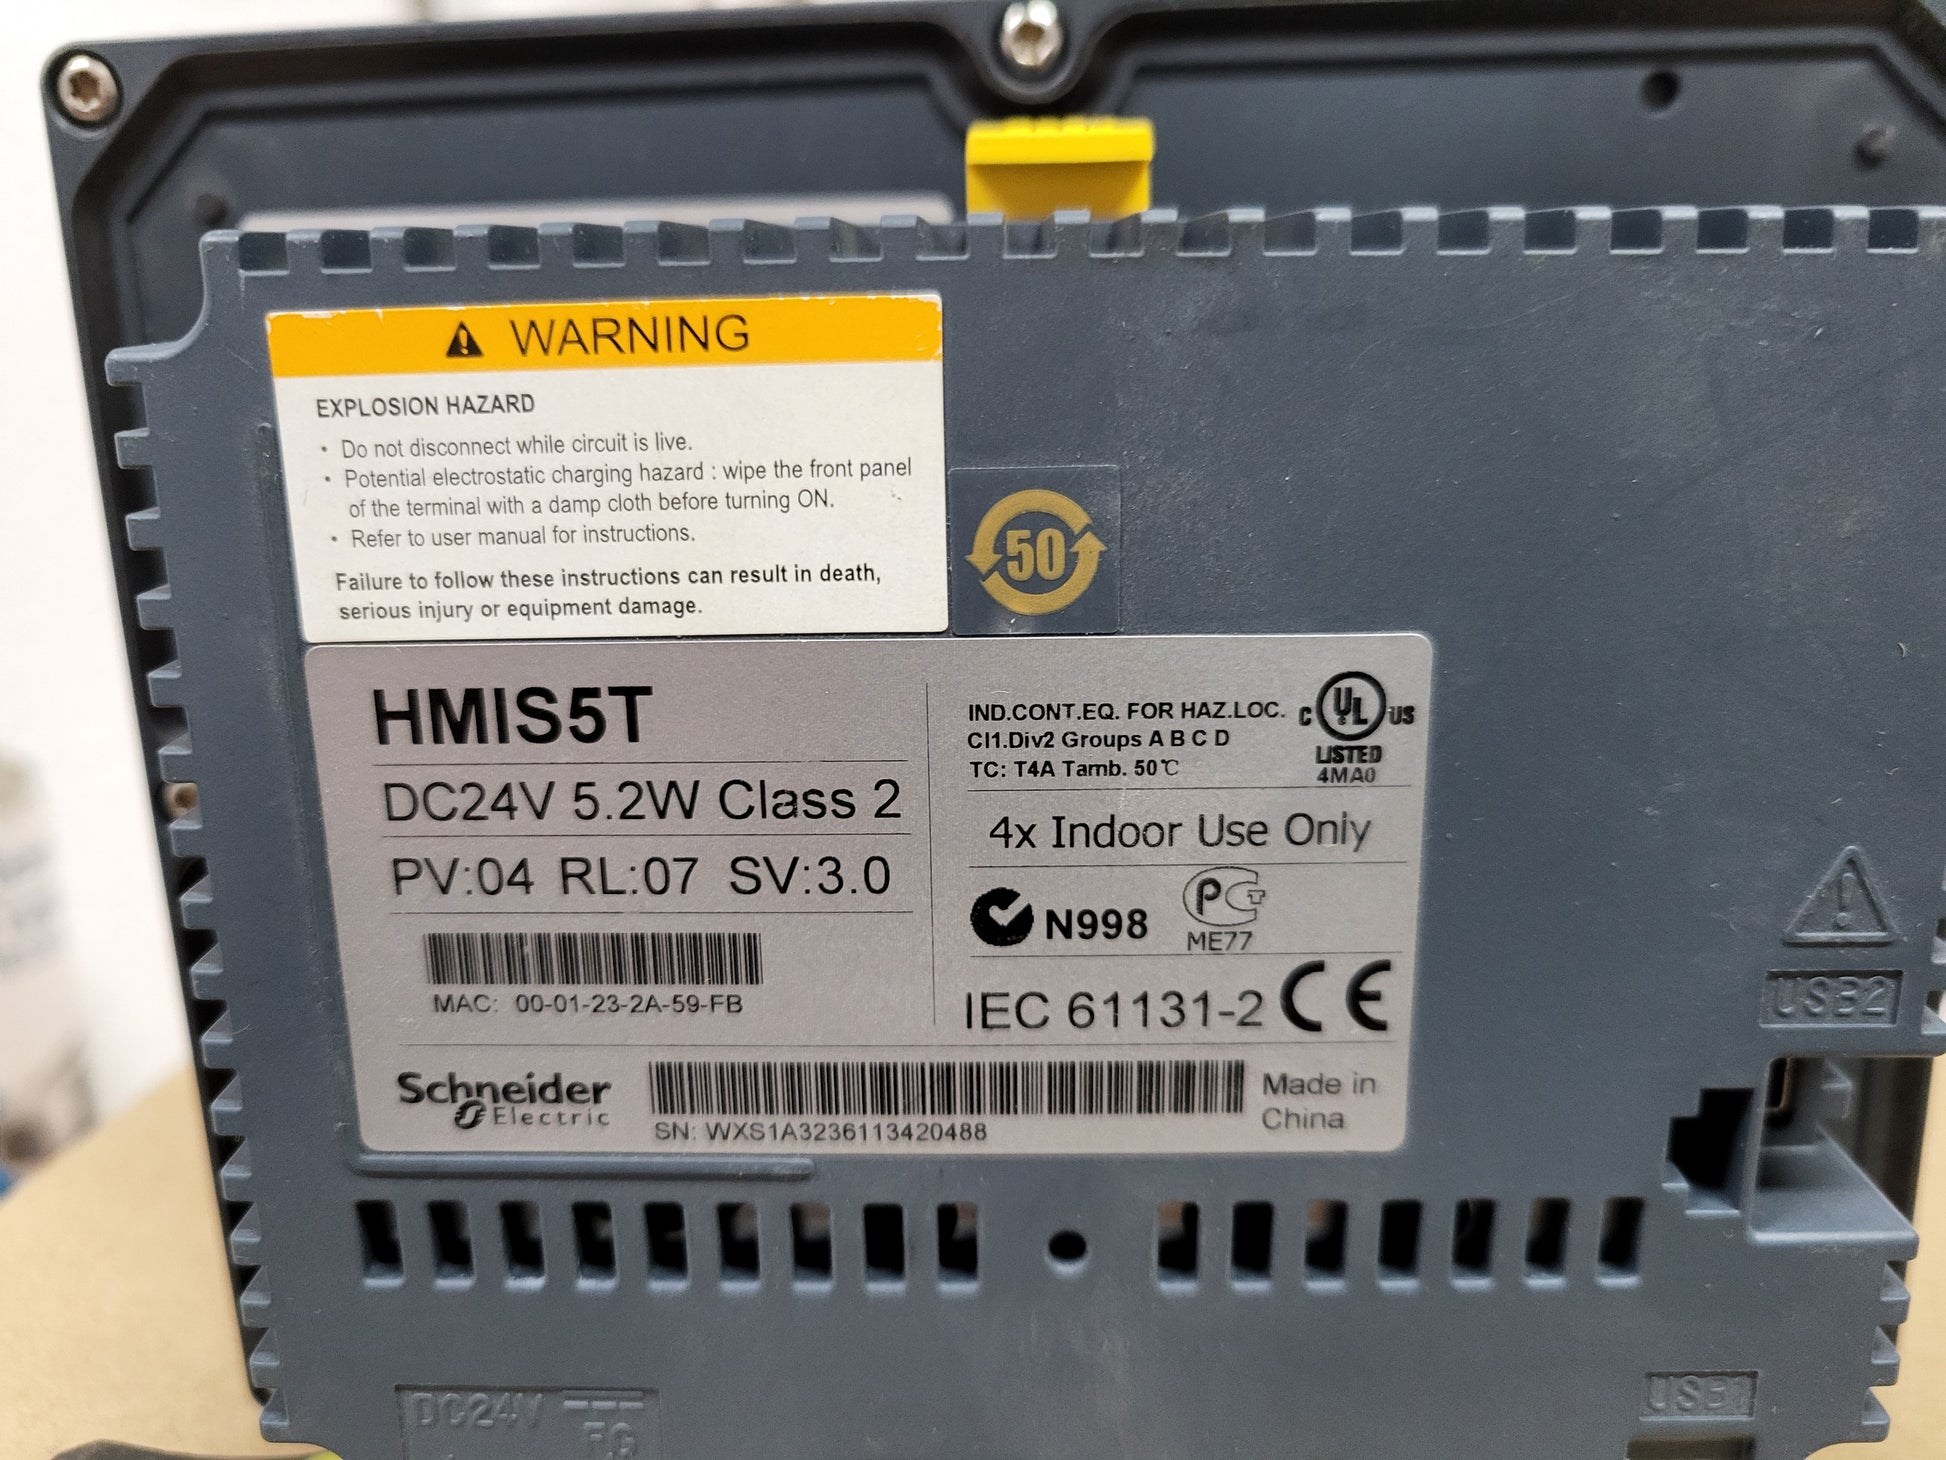 WARNING
EXPLOSION HAZARD
• Do not disconnect while circuit is live.
• Potential electrostatic charging hazard : wipe the front panel
of the terminal with a damp cloth before turning ON.
• Refer to user manual for instructions.
Failure to follow these instructions can result in death,
serious injury or equipment damage.
50
HMIS5T
DC24V 5.2W Class 2
PV:04 RL:07 SV:3.0
MAC: 00-01-23-2A-59-FB
IND.CONT.EQ. FOR HAZ.LOC.
Cl1.Div2 Groups A B C D
TC: T4A Tamb. 50℃
C UL US
LISTED
4MA0
4x Indoor Use Only
N998
PCT
ME77
IEC 61131-2 CE
Schneider
Electric
SN: WXS1A3236113420488
Made in
China
USB2
USB1
DC24V
FG